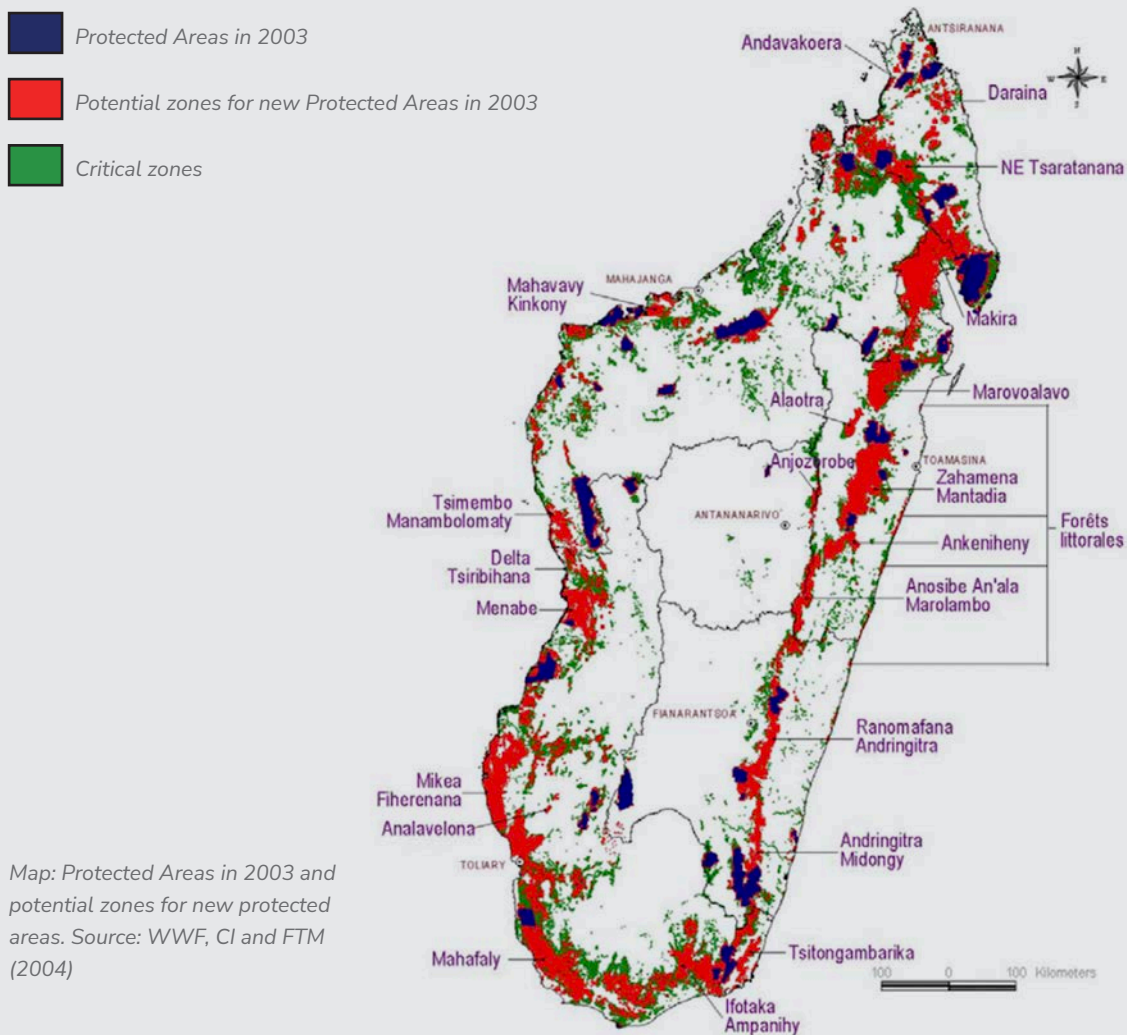 Protected Areas in 2003
Potential zones for new Protected Areas in 2003
Critical zones
ANTSIRANANA
Andavakoera
N
W
E
S
Daraina
NE Tsaratanana
MAHAJANGA
Mahavavy
Kinkony
Makira
Marovoalavo
Alaotra
Anjozorobe
TOAMASINA
Zahamena
Mantadia
Tsimembo
Manambolomaty
ANTANANARIVO
Forêts
littorales
Ankeniheny
Delta
Tsiribihana
Anosibe An'ala
Marolambo
Menabe
FIANARANTSOA
Ranomafana
Andringitra
Mikea
Fiherenana
Analavelona
Andringitra
Midongy
TOLIARY
Map: Protected Areas in 2003 and
potential zones for new protected
areas. Source: WWF, CI and FTM
(2004)
Mahafaly
Tsitongambarika
100 0 100 Kilometers
Ifotaka
Ampanihy